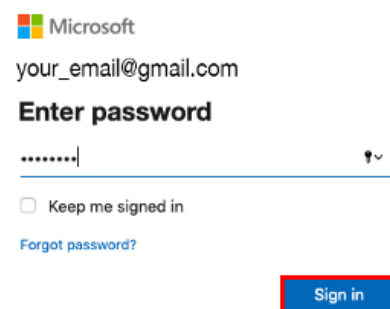 Microsoft
your_email@gmail.com
Enter password
••••••••
Keep me signed in
Forgot password?
Sign in